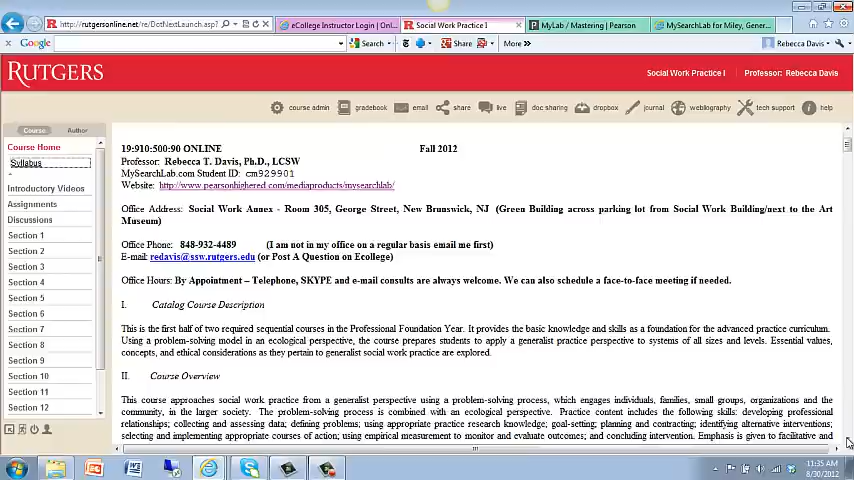 http://rutgersonline.net/re/DotNextLaunch.asp?
eCollege Instructor Login | Onl...
Social Work Practice I
MyLab / Mastering | Pearson
MySearchLab for Miley, Gener...
Google
Search
Share
More »
Rebecca Davis
RUTGERS
Social Work Practice I
Professor: Rebecca Davis
course admin
gradebook
email
share
live
doc sharing
dropbox
journal
webliography
tech support
help
Course
Author
Course Home
Syllabus
Introductory Videos
Assignments
Discussions
Section 1
Section 2
Section 3
Section 4
Section 5
Section 6
Section 7
Section 8
Section 9
Section 10
Section 11
Section 12
19:910:500:90 ONLINE Fall 2012
Professor: Rebecca T. Davis, Ph.D., LCSW
MySearchLab.com Student ID: cm929901
Website: http://www.pearsonhighered.com/mediaproducts/mysearchlab/
Office Address: Social Work Annex - Room 305, George Street, New Brunswick, NJ (Green Building across parking lot from Social Work Building/next to the Art
Museum)
Office Phone: 848-932-4489 (I am not in my office on a regular basis email me first)
E-mail: redavis@ssw.rutgers.edu (or Post A Question on Ecollege)
Office Hours: By Appointment – Telephone, SKYPE and e-mail consults are always welcome. We can also schedule a face-to-face meeting if needed.
I. Catalog Course Description
This is the first half of two required sequential courses in the Professional Foundation Year. It provides the basic knowledge and skills as a foundation for the advanced practice curriculum.
Using a problem-solving model in an ecological perspective, the course prepares students to apply a generalist practice perspective to systems of all sizes and levels. Essential values,
concepts, and ethical considerations as they pertain to generalist social work practice are explored.
II. Course Overview
This course approaches social work practice from a generalist perspective using a problem-solving process, which engages individuals, families, small groups, organizations and the
community, in the larger society. The problem-solving process is combined with an ecological perspective. Practice content includes the following skills: developing professional
relationships; collecting and assessing data; defining problems; using appropriate practice research knowledge; goal-setting; planning and contracting; identifying alternative interventions;
selecting and implementing appropriate courses of action; using empirical measurement to monitor and evaluate outcomes; and concluding intervention. Emphasis is given to facilitative and
11:35 AM
8/30/2012